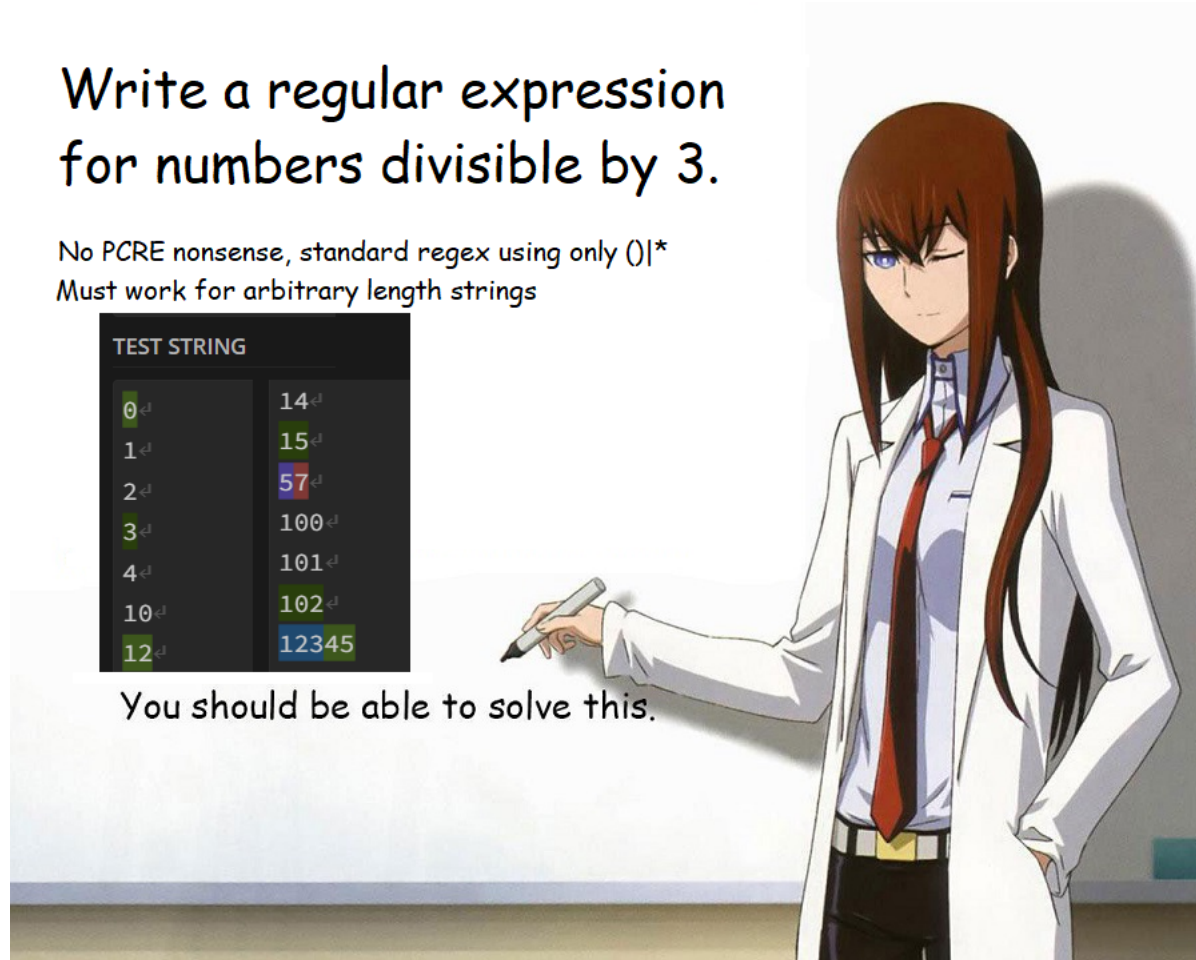 Write a regular expression
for numbers divisible by 3.
No PCRE nonsense, standard regex using only ()|*
Must work for arbitrary length strings
TEST STRING
0
1
2
3
4
10
12
14
15
57
100
101
102
12345
You should be able to solve this.